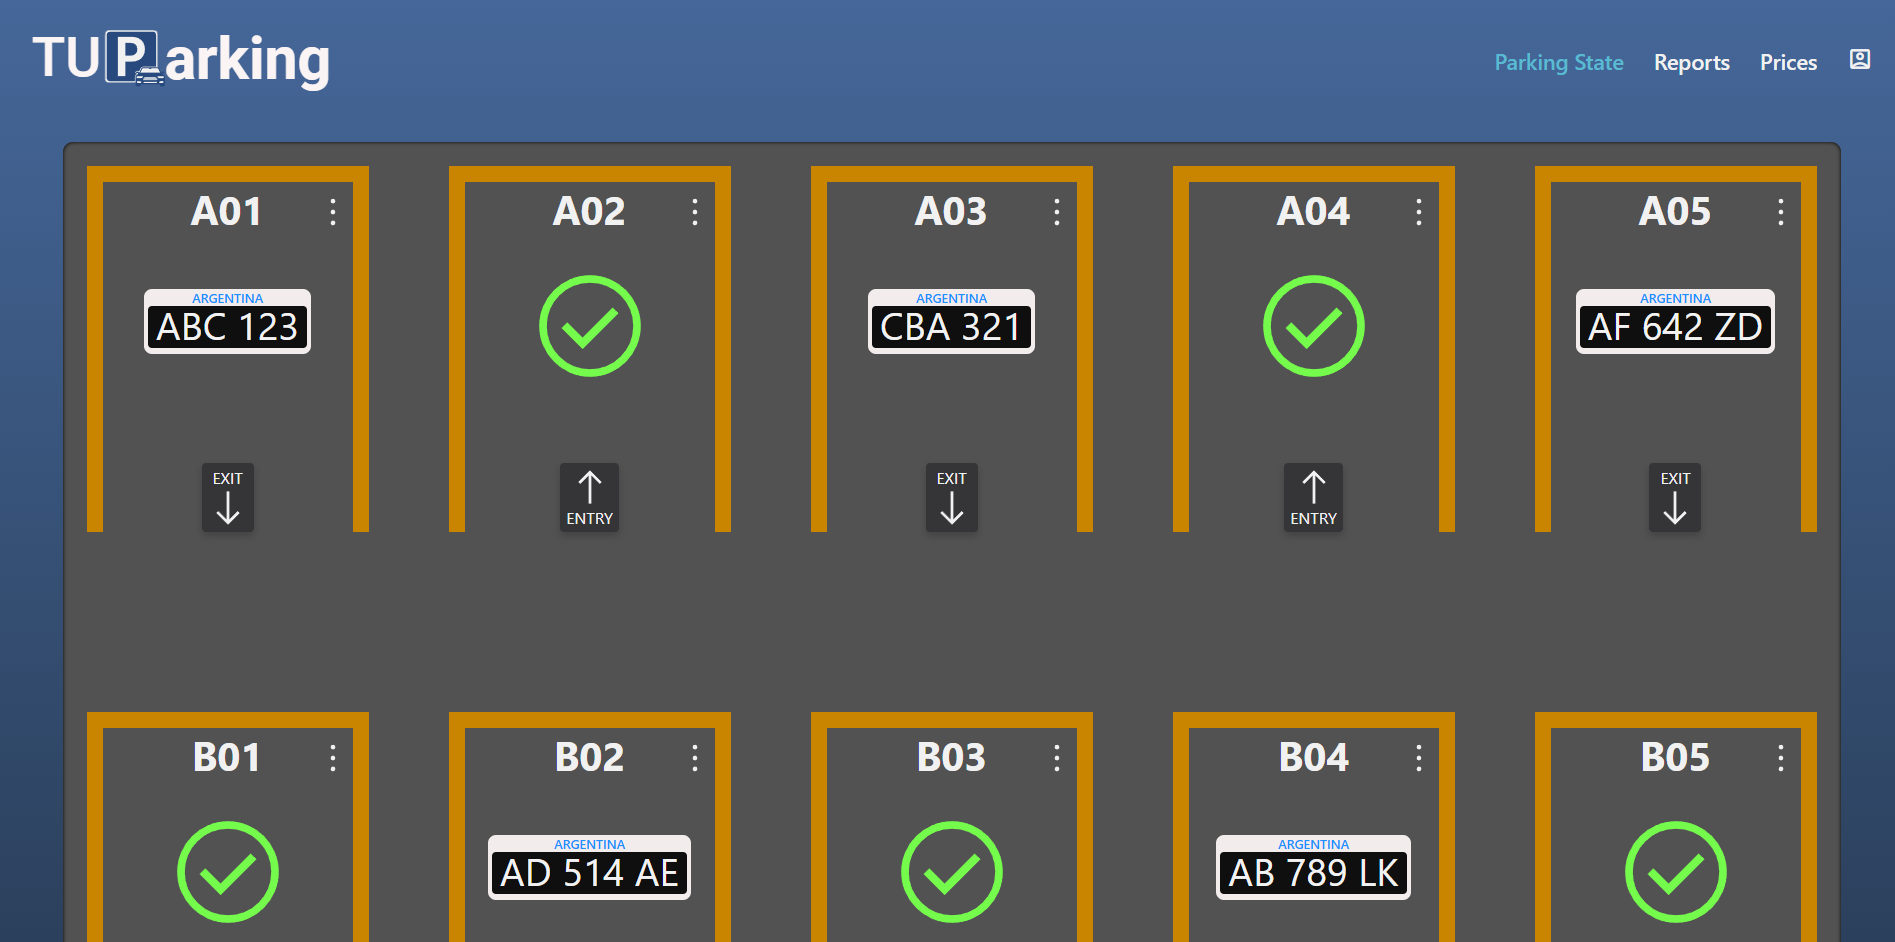 TUParking
Parking State Reports Prices
A01 A02 A03 A04 A05
ARGENTINA ARGENTINA ARGENTINA
ABC 123 CBA 321 AF 642 ZD
EXIT EXIT EXIT
ENTRY ENTRY
B01 B02 B03 B04 B05
ARGENTINA ARGENTINA
AD 514 AE AB 789 LK